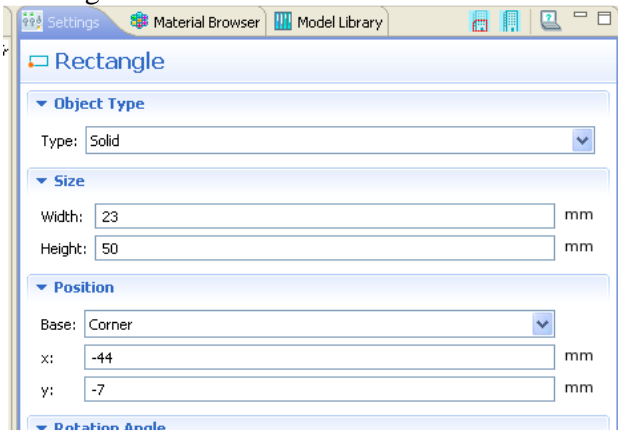 Settings Material Browser Model Library
Rectangle
Object Type
Type: Solid
Size
Width: 23 mm
Height: 50 mm
Position
Base: Corner
x: -44 mm
y: -7 mm
Rotation Angle